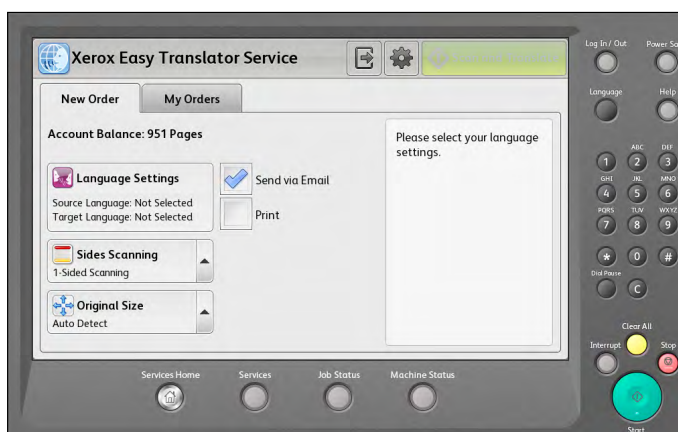 Xerox Easy Translator Service
New Order
My Orders
Account Balance: 951 Pages
Language Settings
Source Language: Not Selected
Target Language: Not Selected
Send via Email
Print
Sides Scanning
1-Sided Scanning
Original Size
Auto Detect
Please select your language
settings.
Services Home
Services
Job Status
Machine Status
Log In / Out
Power Sa
Language
Help
ABC
DEF
1
2
3
GHI
JKL
MNO
4
5
6
PQRS
TUV
WXYZ
7
8
9
*
0
#
Dial Pause
C
Clear All
Interrupt
Stop
Start